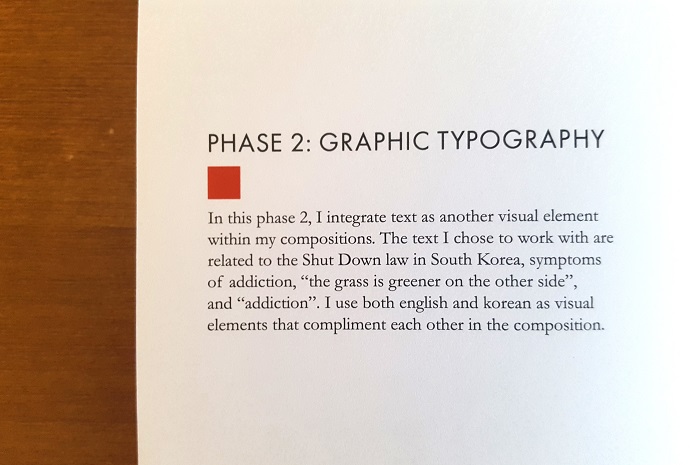 PHASE 2: GRAPHIC TYPOGRAPHY
In this phase 2, I integrate text as another visual element
within my compositions. The text I chose to work with are
related to the Shut Down law in South Korea, symptoms
of addiction, “the grass is greener on the other side”,
and “addiction”. I use both english and korean as visual
elements that compliment each other in the composition.